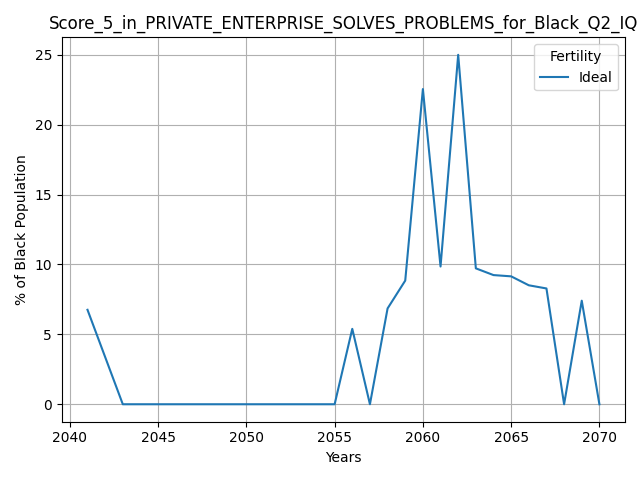 Score_5_in_PRIVATE_ENTERPRISE_SOLVES_PROBLEMS_for_Black_Q2_IQ
Fertility
Ideal
% of Black Population
25
20
15
10
5
0
2040 2045 2050 2055 2060 2065 2070
Years